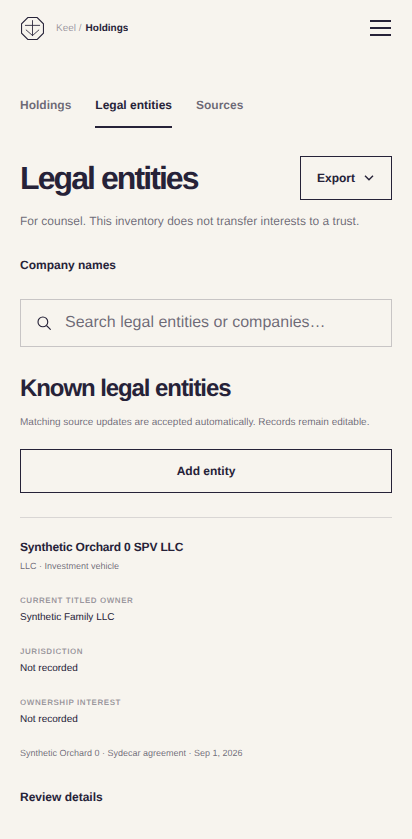 Keel / Holdings
Holdings Legal entities Sources
Legal entities
Export
For counsel. This inventory does not transfer interests to a trust.
Company names
Search legal entities or companies…
Known legal entities
Matching source updates are accepted automatically. Records remain editable.
Add entity
Synthetic Orchard 0 SPV LLC
LLC · Investment vehicle
CURRENT TITLED OWNER
Synthetic Family LLC
JURISDICTION
Not recorded
OWNERSHIP INTEREST
Not recorded
Synthetic Orchard 0 · Sydecar agreement · Sep 1, 2026
Review details